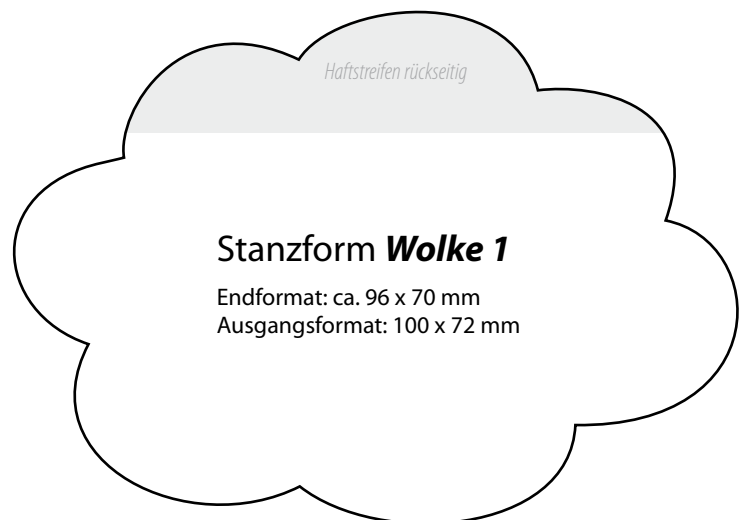 Haftstreifen rückseitig
Stanzform Wolke 1
Endformat: ca. 96 x 70 mm
Ausgangsformat: 100 x 72 mm